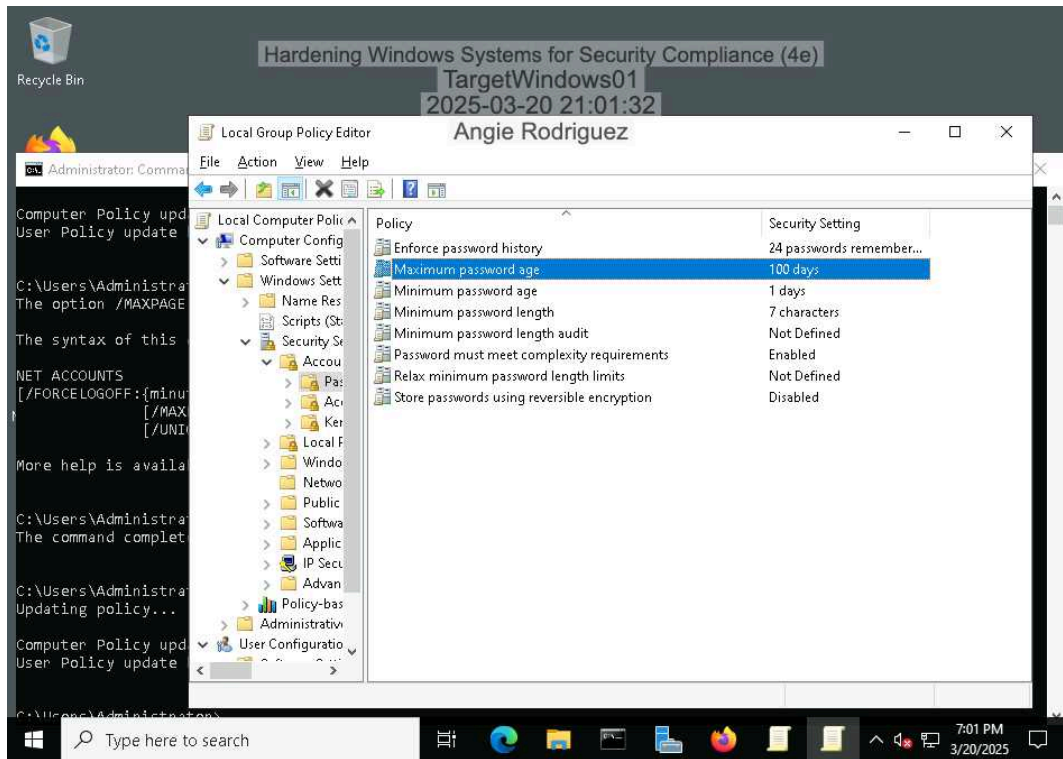 Recycle Bin
Hardening Windows Systems for Security Compliance (4e)
TargetWindows01
2025-03-20 21:01:32
Angie Rodriguez
Local Group Policy Editor
File Action View Help
Administrator: Comma
Computer Policy upd
User Policy update
C:\Users\Administra
The option /MAXPAGE
The syntax of this
NET ACCOUNTS
[/FORCELOGOFF:{minu
[/MAX
[/UNI
More help is availa
C:\Users\Administra
The command complet
C:\Users\Administra
Updating policy...
Computer Policy upd
User Policy update
C:\Users\Administrator>
Local Computer Polic
Computer Config
Software Setti
Windows Sett
Name Res
Scripts (Sta
Security Se
Accou
Pas
Acc
Ker
Local P
Windo
Netwo
Public
Softwa
Applic
IP Secu
Advan
Policy-bas
Administrativ
User Configuratio
Policy Security Setting
Enforce password history 24 passwords remember...
Maximum password age 100 days
Minimum password age 1 days
Minimum password length 7 characters
Minimum password length audit Not Defined
Password must meet complexity requirements Enabled
Relax minimum password length limits Not Defined
Store passwords using reversible encryption Disabled
Type here to search
7:01 PM
3/20/2025